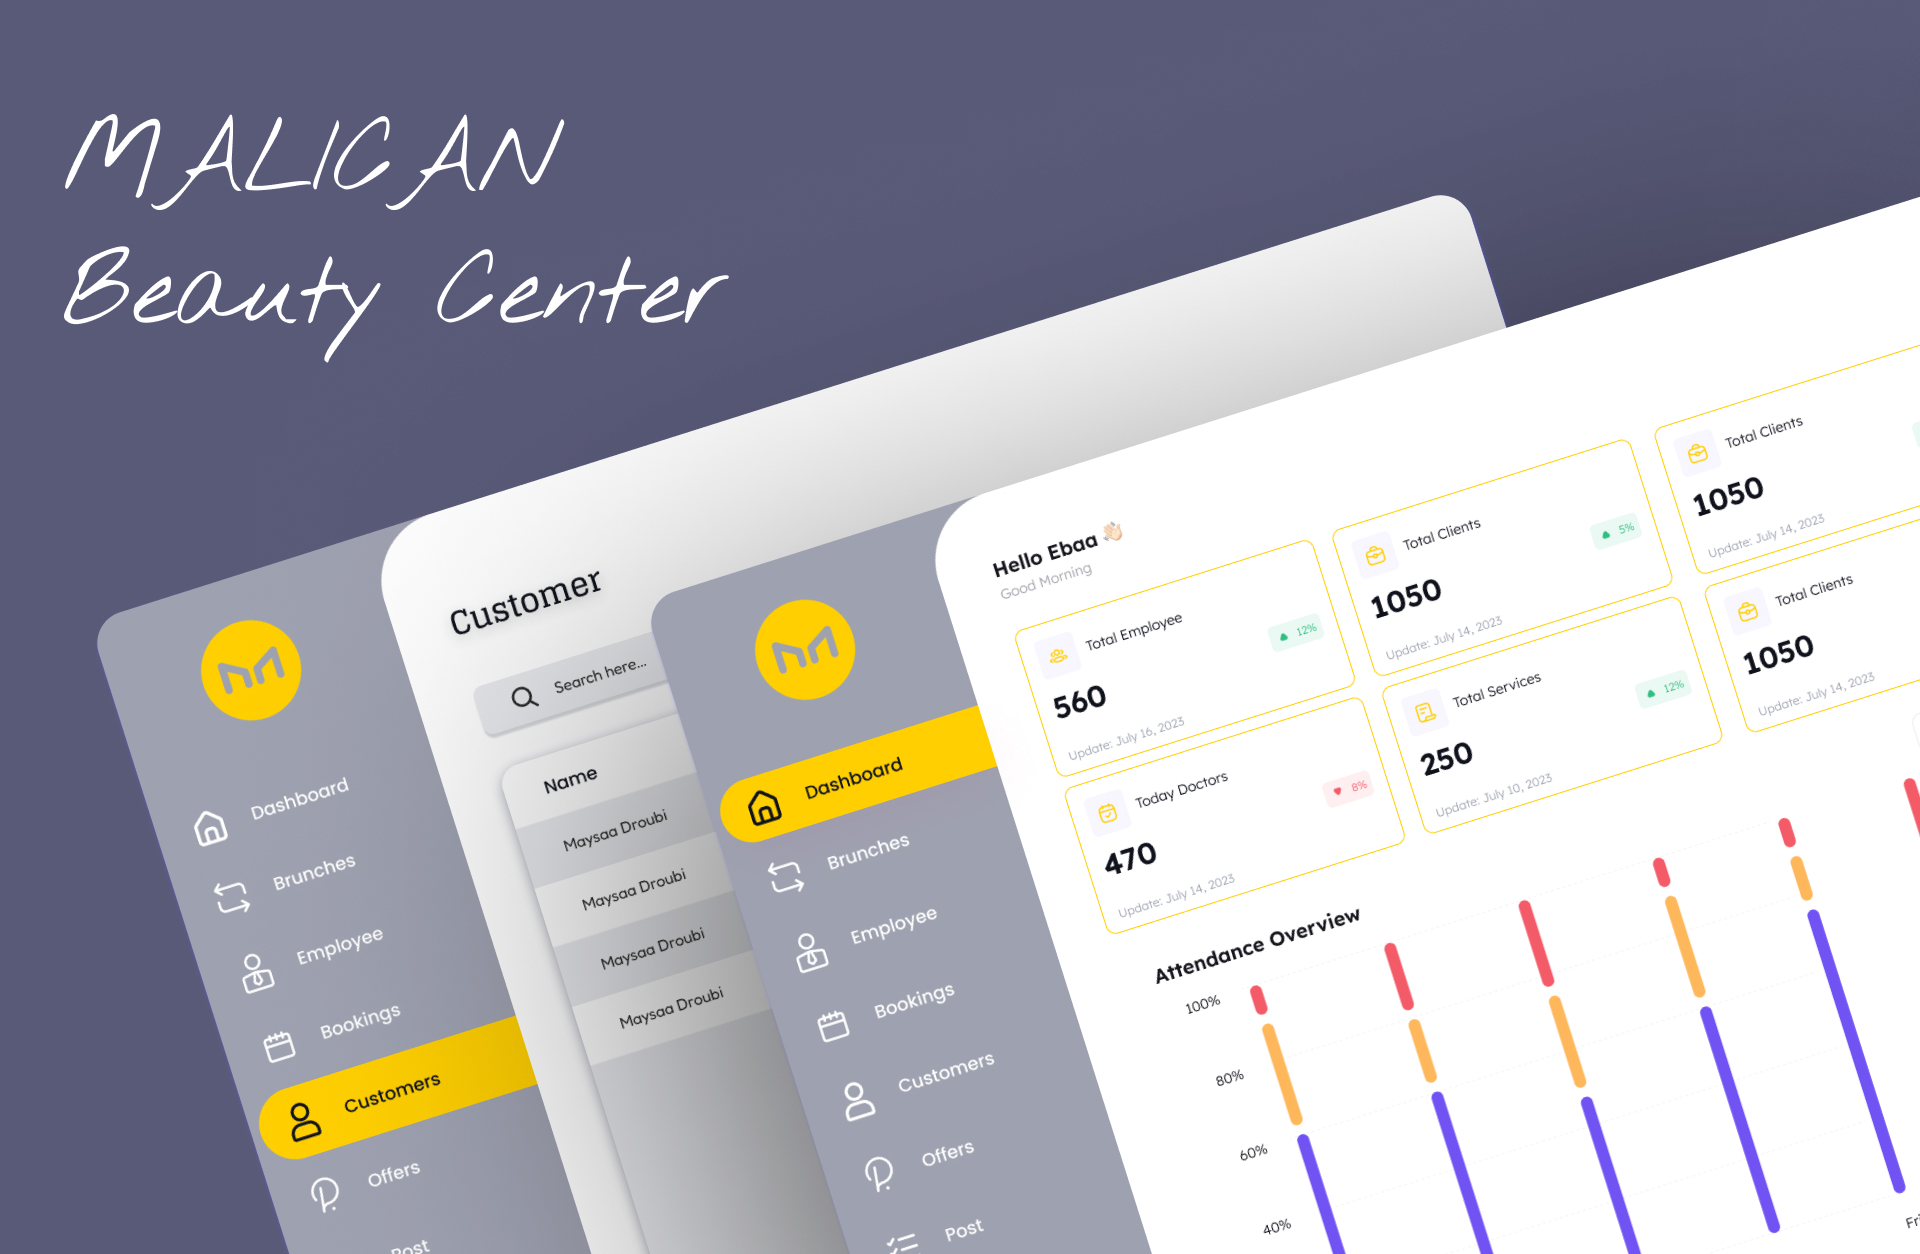 MALICAN
Beauty Center
Dashboard
Brunches
Employee
Bookings
Customers
Offers
Post
Customer
Search here...
Name
Maysaa Droubi
Maysaa Droubi
Maysaa Droubi
Maysaa Droubi
Dashboard
Brunches
Employee
Bookings
Customers
Offers
Post
Hello Ebaa 👋🏻
Good Morning
Total Employee
560
12%
Update: July 16, 2023
Total Clients
1050
5%
Update: July 14, 2023
Total Clients
1050
Update: July 14, 2023
Today Doctors
470
8%
Update: July 14, 2023
Total Services
250
12%
Update: July 10, 2023
Total Clients
1050
Update: July 14, 2023
Attendance Overview
100%
80%
60%
40%